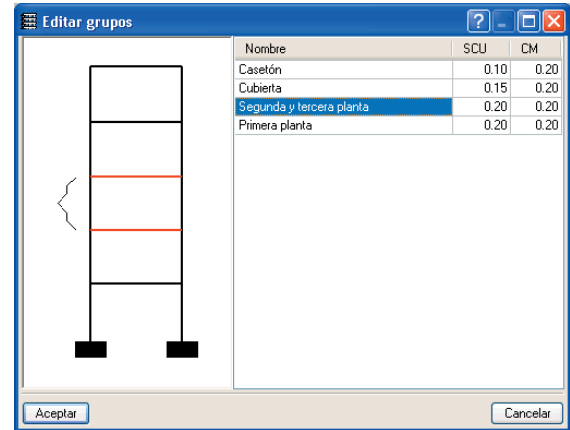 Editar grupos
Nombre SCU CM
Casetón 0.10 0.20
Cubierta 0.15 0.20
Segunda y tercera planta 0.20 0.20
Primera planta 0.20 0.20
Aceptar Cancelar